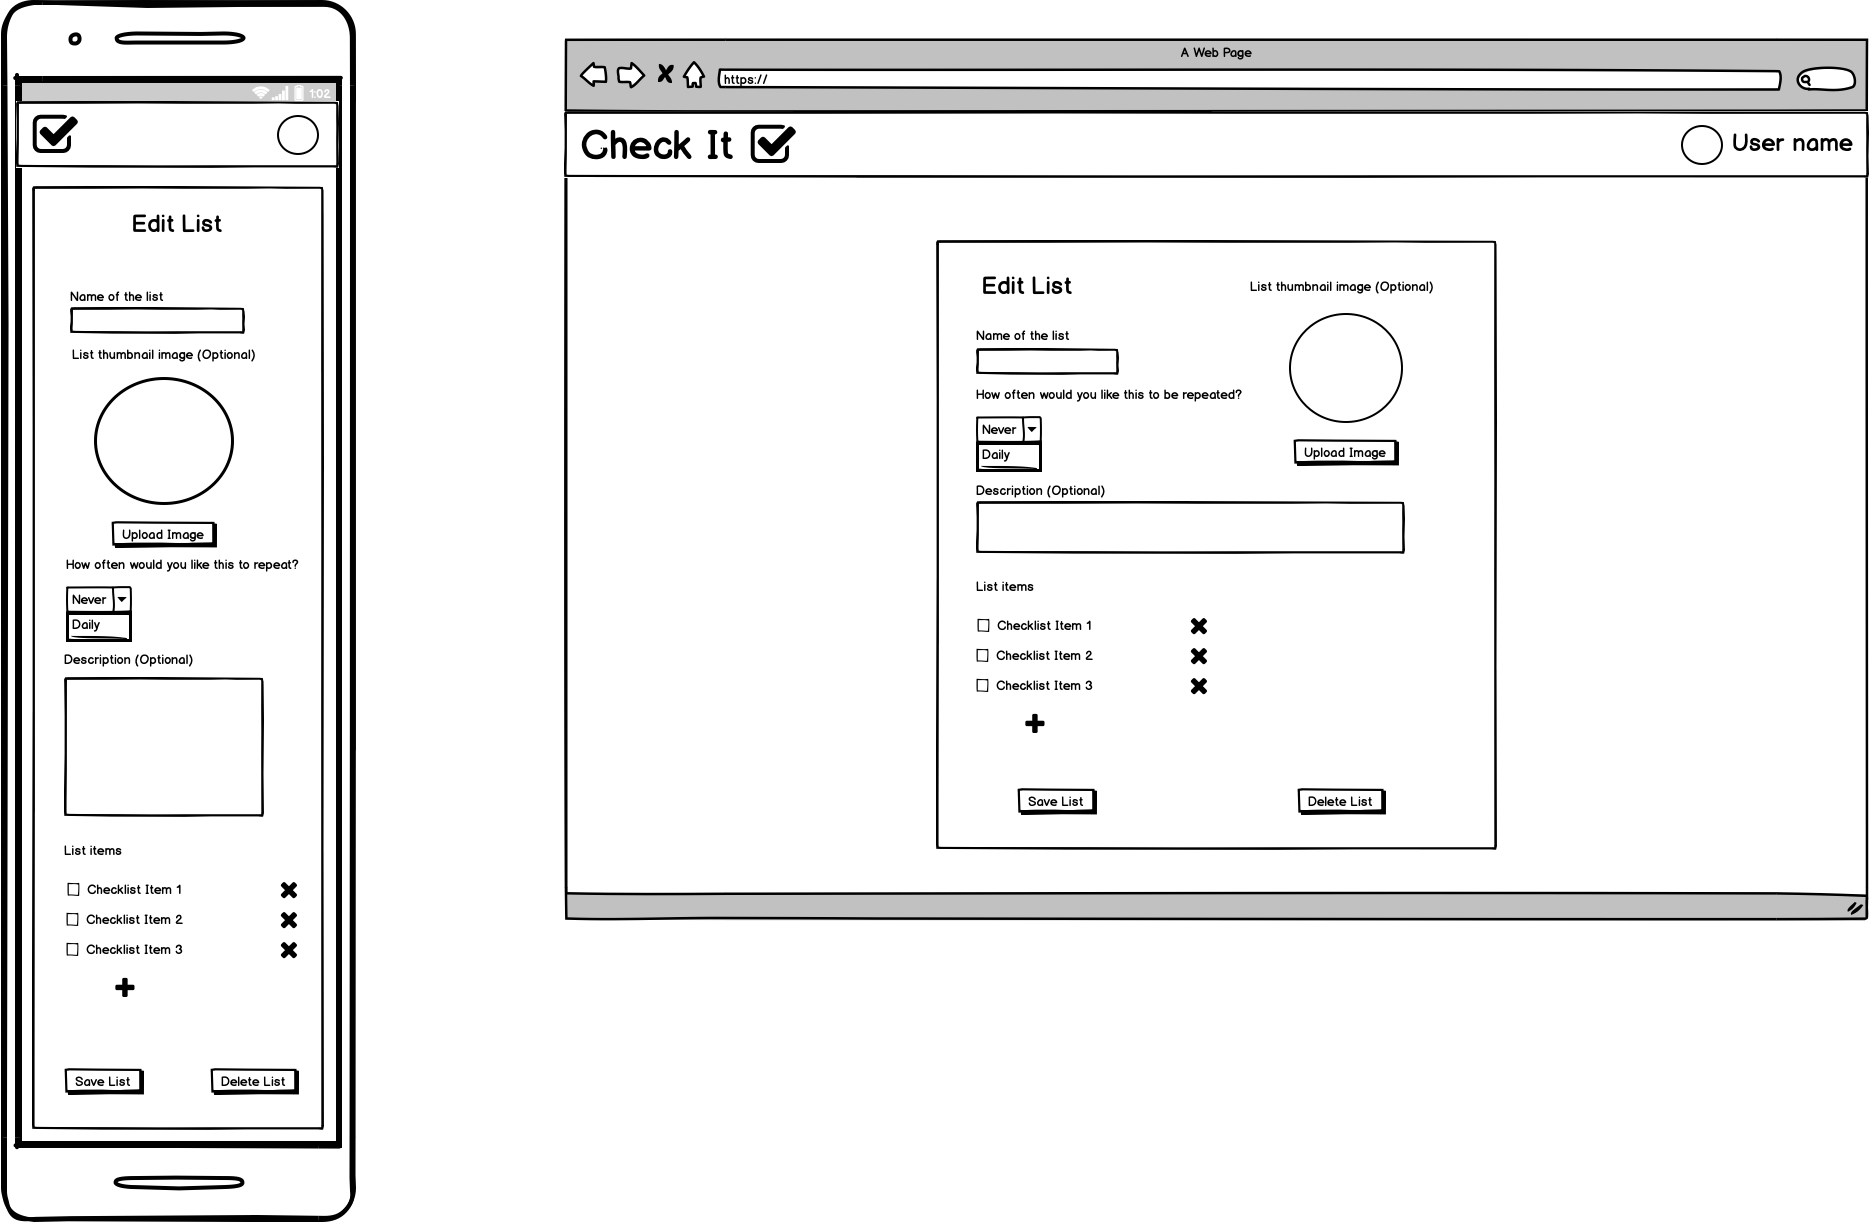 1:02
Edit List
Name of the list
List thumbnail image (Optional)
Upload Image
How often would you like this to repeat?
Never
Daily
Description (Optional)
List items
Checklist Item 1
Checklist Item 2
Checklist Item 3
Save List
Delete List
A Web Page
https://
Check It
User name
Edit List
List thumbnail image (Optional)
Name of the list
How often would you like this to be repeated?
Never
Daily
Upload Image
Description (Optional)
List items
Checklist Item 1
Checklist Item 2
Checklist Item 3
Save List
Delete List